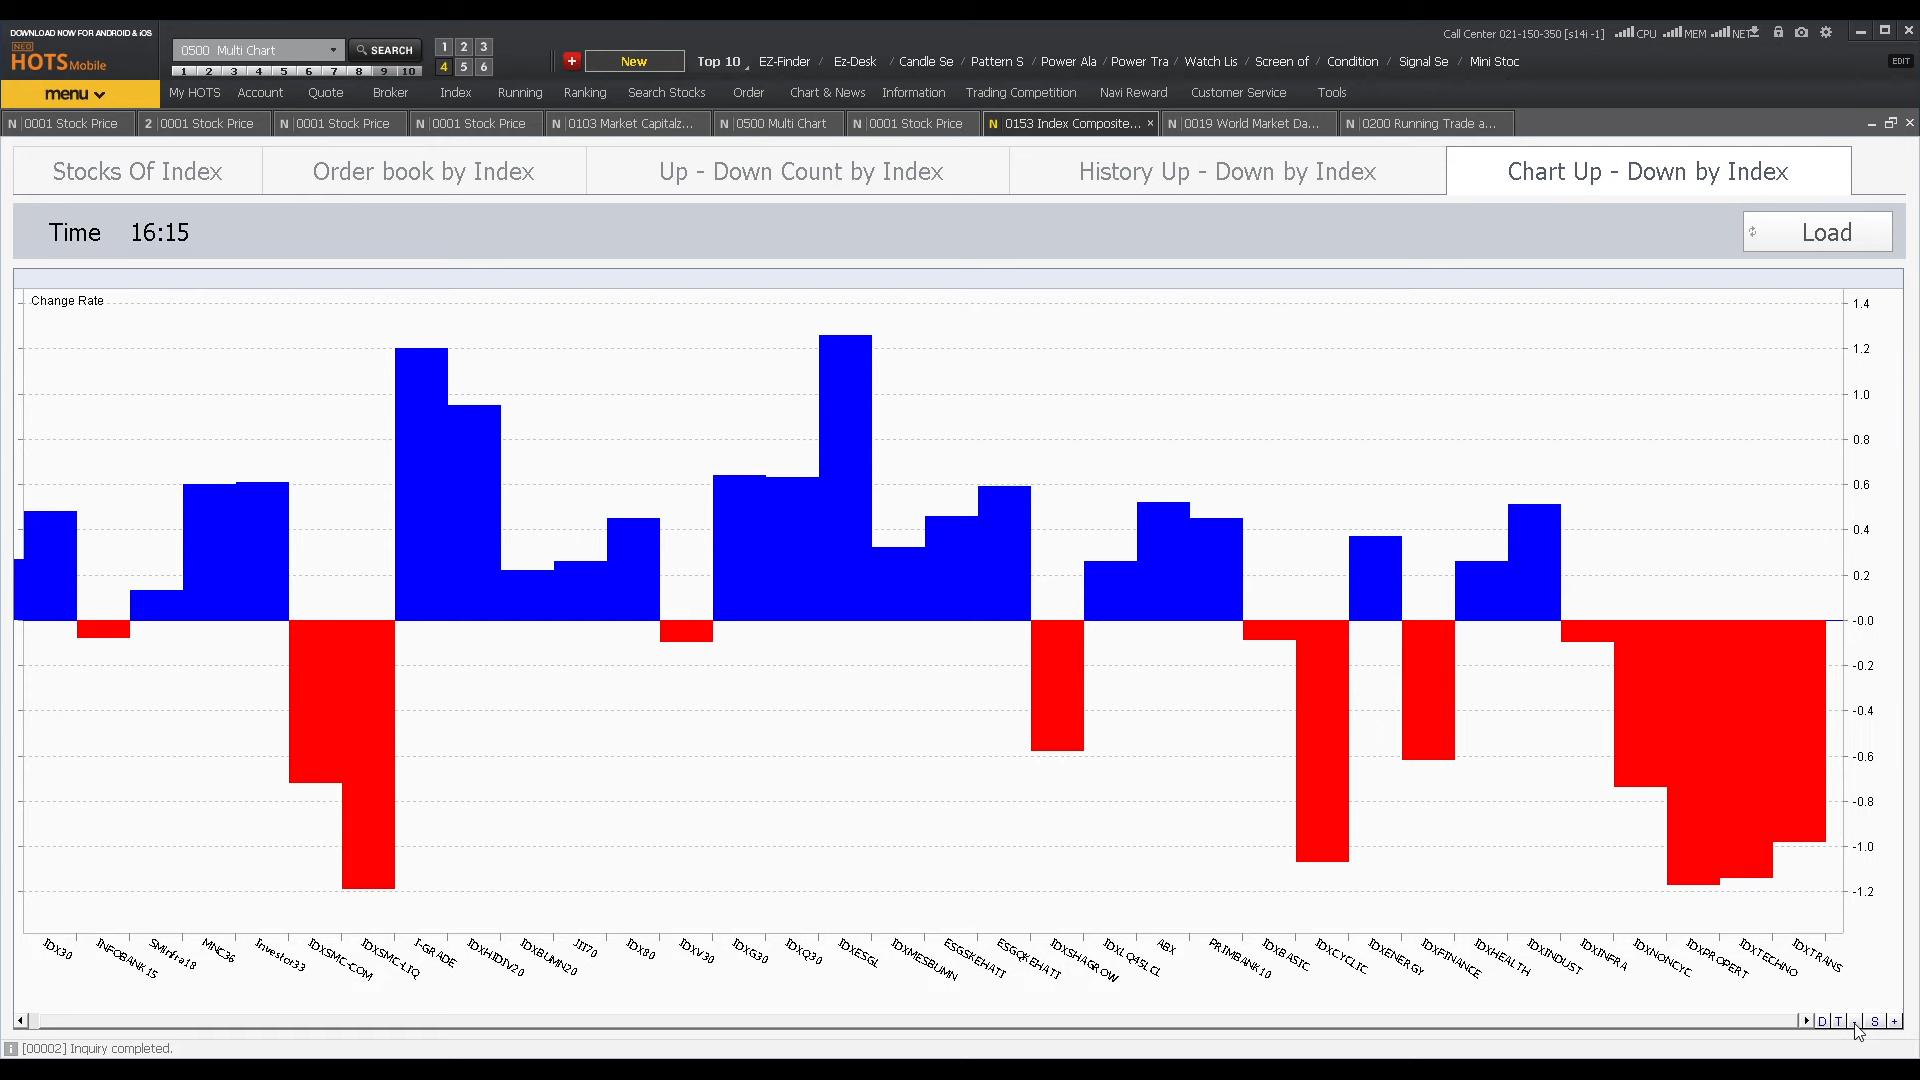 DOWNLOAD NOW FOR ANDROID & iOS
NEO
HOTS Mobile
0500 Multi Chart
SEARCH
1 2 3
4 5 6
1 2 3 4 5 6 7 8 9 10
New
Top 10
EZ-Finder / Ez-Desk / Candle Se / Pattern S / Power Ala / Power Tra / Watch Lis / Screen of / Condition / Signal Se / Mini Stoc
Call Center 021-150-350 [s14i -1]
CPU MEM NET
EDIT
menu
My HOTS Account Quote Broker Index Running Ranking Search Stocks Order Chart & News Information Trading Competition Navi Reward Customer Service Tools
N 0001 Stock Price
2 0001 Stock Price
N 0001 Stock Price
N 0001 Stock Price
N 0103 Market Capitalz...
N 0500 Multi Chart
N 0001 Stock Price
N 0153 Index Composite... ×
N 0019 World Market Da...
N 0200 Running Trade a...
Stocks Of Index
Order book by Index
Up - Down Count by Index
History Up - Down by Index
Chart Up - Down by Index
Time 16:15
Load
Change Rate
1.4
1.2
1.0
0.8
0.6
0.4
0.2
-0.0
-0.2
-0.4
-0.6
-0.8
-1.0
-1.2
IDX30
INFOBANK15
SMinfra18
MNC36
Investor33
IDXSMC-COM
IDXSMC-LIQ
I-GRADE
IDXHIDIV20
IDXBUMN20
JII70
IDX80
IDXV30
IDXG30
IDXQ30
IDXESGL
IDXMESBUMN
ESGSKEHATI
ESGQKEHATI
IDXSHAGROW
IDXLQ45LCL
ABX
PRIMBANK10
IDXBASIC
IDXCYCLIC
IDXENERGY
IDXFINANCE
IDXHEALTH
IDXINDUST
IDXINFRA
IDXNONCYC
IDXPROPERT
IDXTECHNO
IDXTRANS
D T - S +
[00002] Inquiry completed.